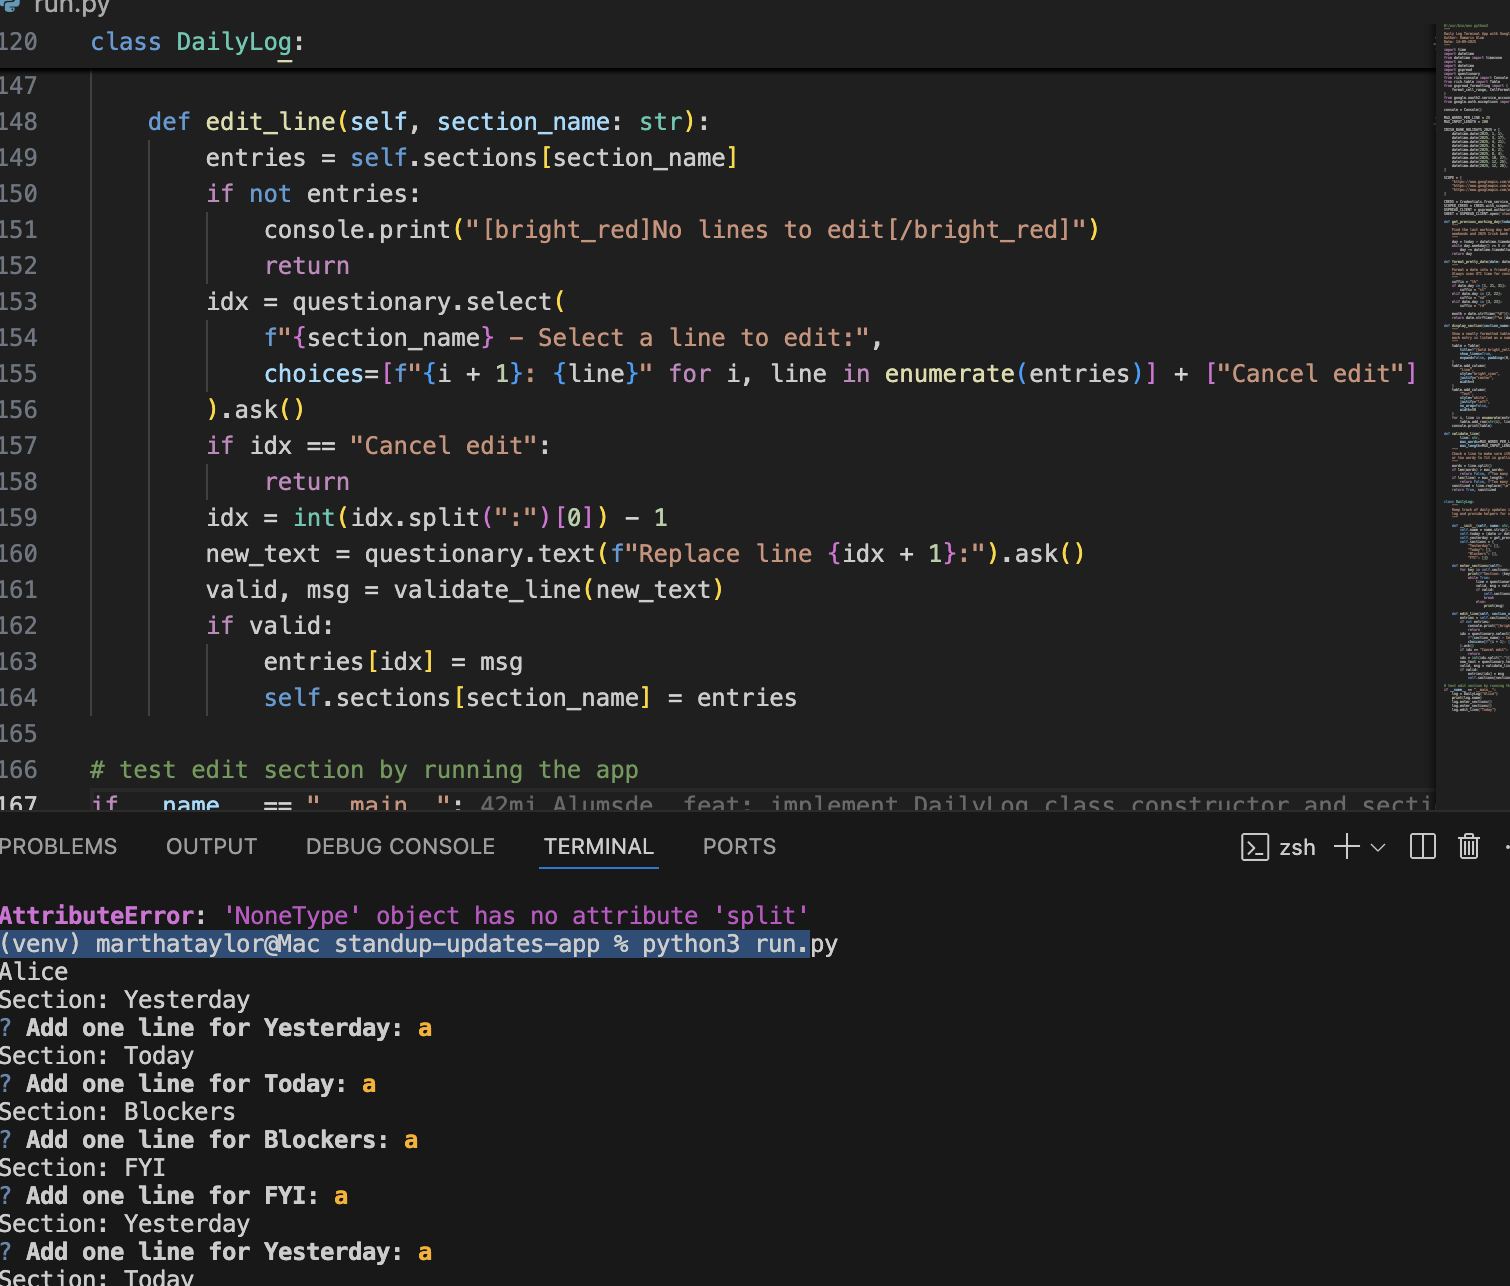 run.py
120 class DailyLog:
147
148 def edit_line(self, section_name: str):
149 entries = self.sections[section_name]
150 if not entries:
151 console.print("[bright_red]No lines to edit[/bright_red]")
152 return
153 idx = questionary.select(
154 f"{section_name} – Select a line to edit:",
155 choices=[f"{i + 1}: {line}" for i, line in enumerate(entries)] + ["Cancel edit"]
156 ).ask()
157 if idx == "Cancel edit":
158 return
159 idx = int(idx.split(":")[0]) - 1
160 new_text = questionary.text(f"Replace line {idx + 1}:").ask()
161 valid, msg = validate_line(new_text)
162 if valid:
163 entries[idx] = msg
164 self.sections[section_name] = entries
165
166 # test edit section by running the app
167 if __name__ == "__main__": 42mi Alumsde feat: implement DailyLog class constructor and secti
PROBLEMS OUTPUT DEBUG CONSOLE TERMINAL PORTS zsh
AttributeError: 'NoneType' object has no attribute 'split'
(venv) marthataylor@Mac standup-updates-app % python3 run.py
Alice
Section: Yesterday
? Add one line for Yesterday: a
Section: Today
? Add one line for Today: a
Section: Blockers
? Add one line for Blockers: a
Section: FYI
? Add one line for FYI: a
Section: Yesterday
? Add one line for Yesterday: a
Section: Today